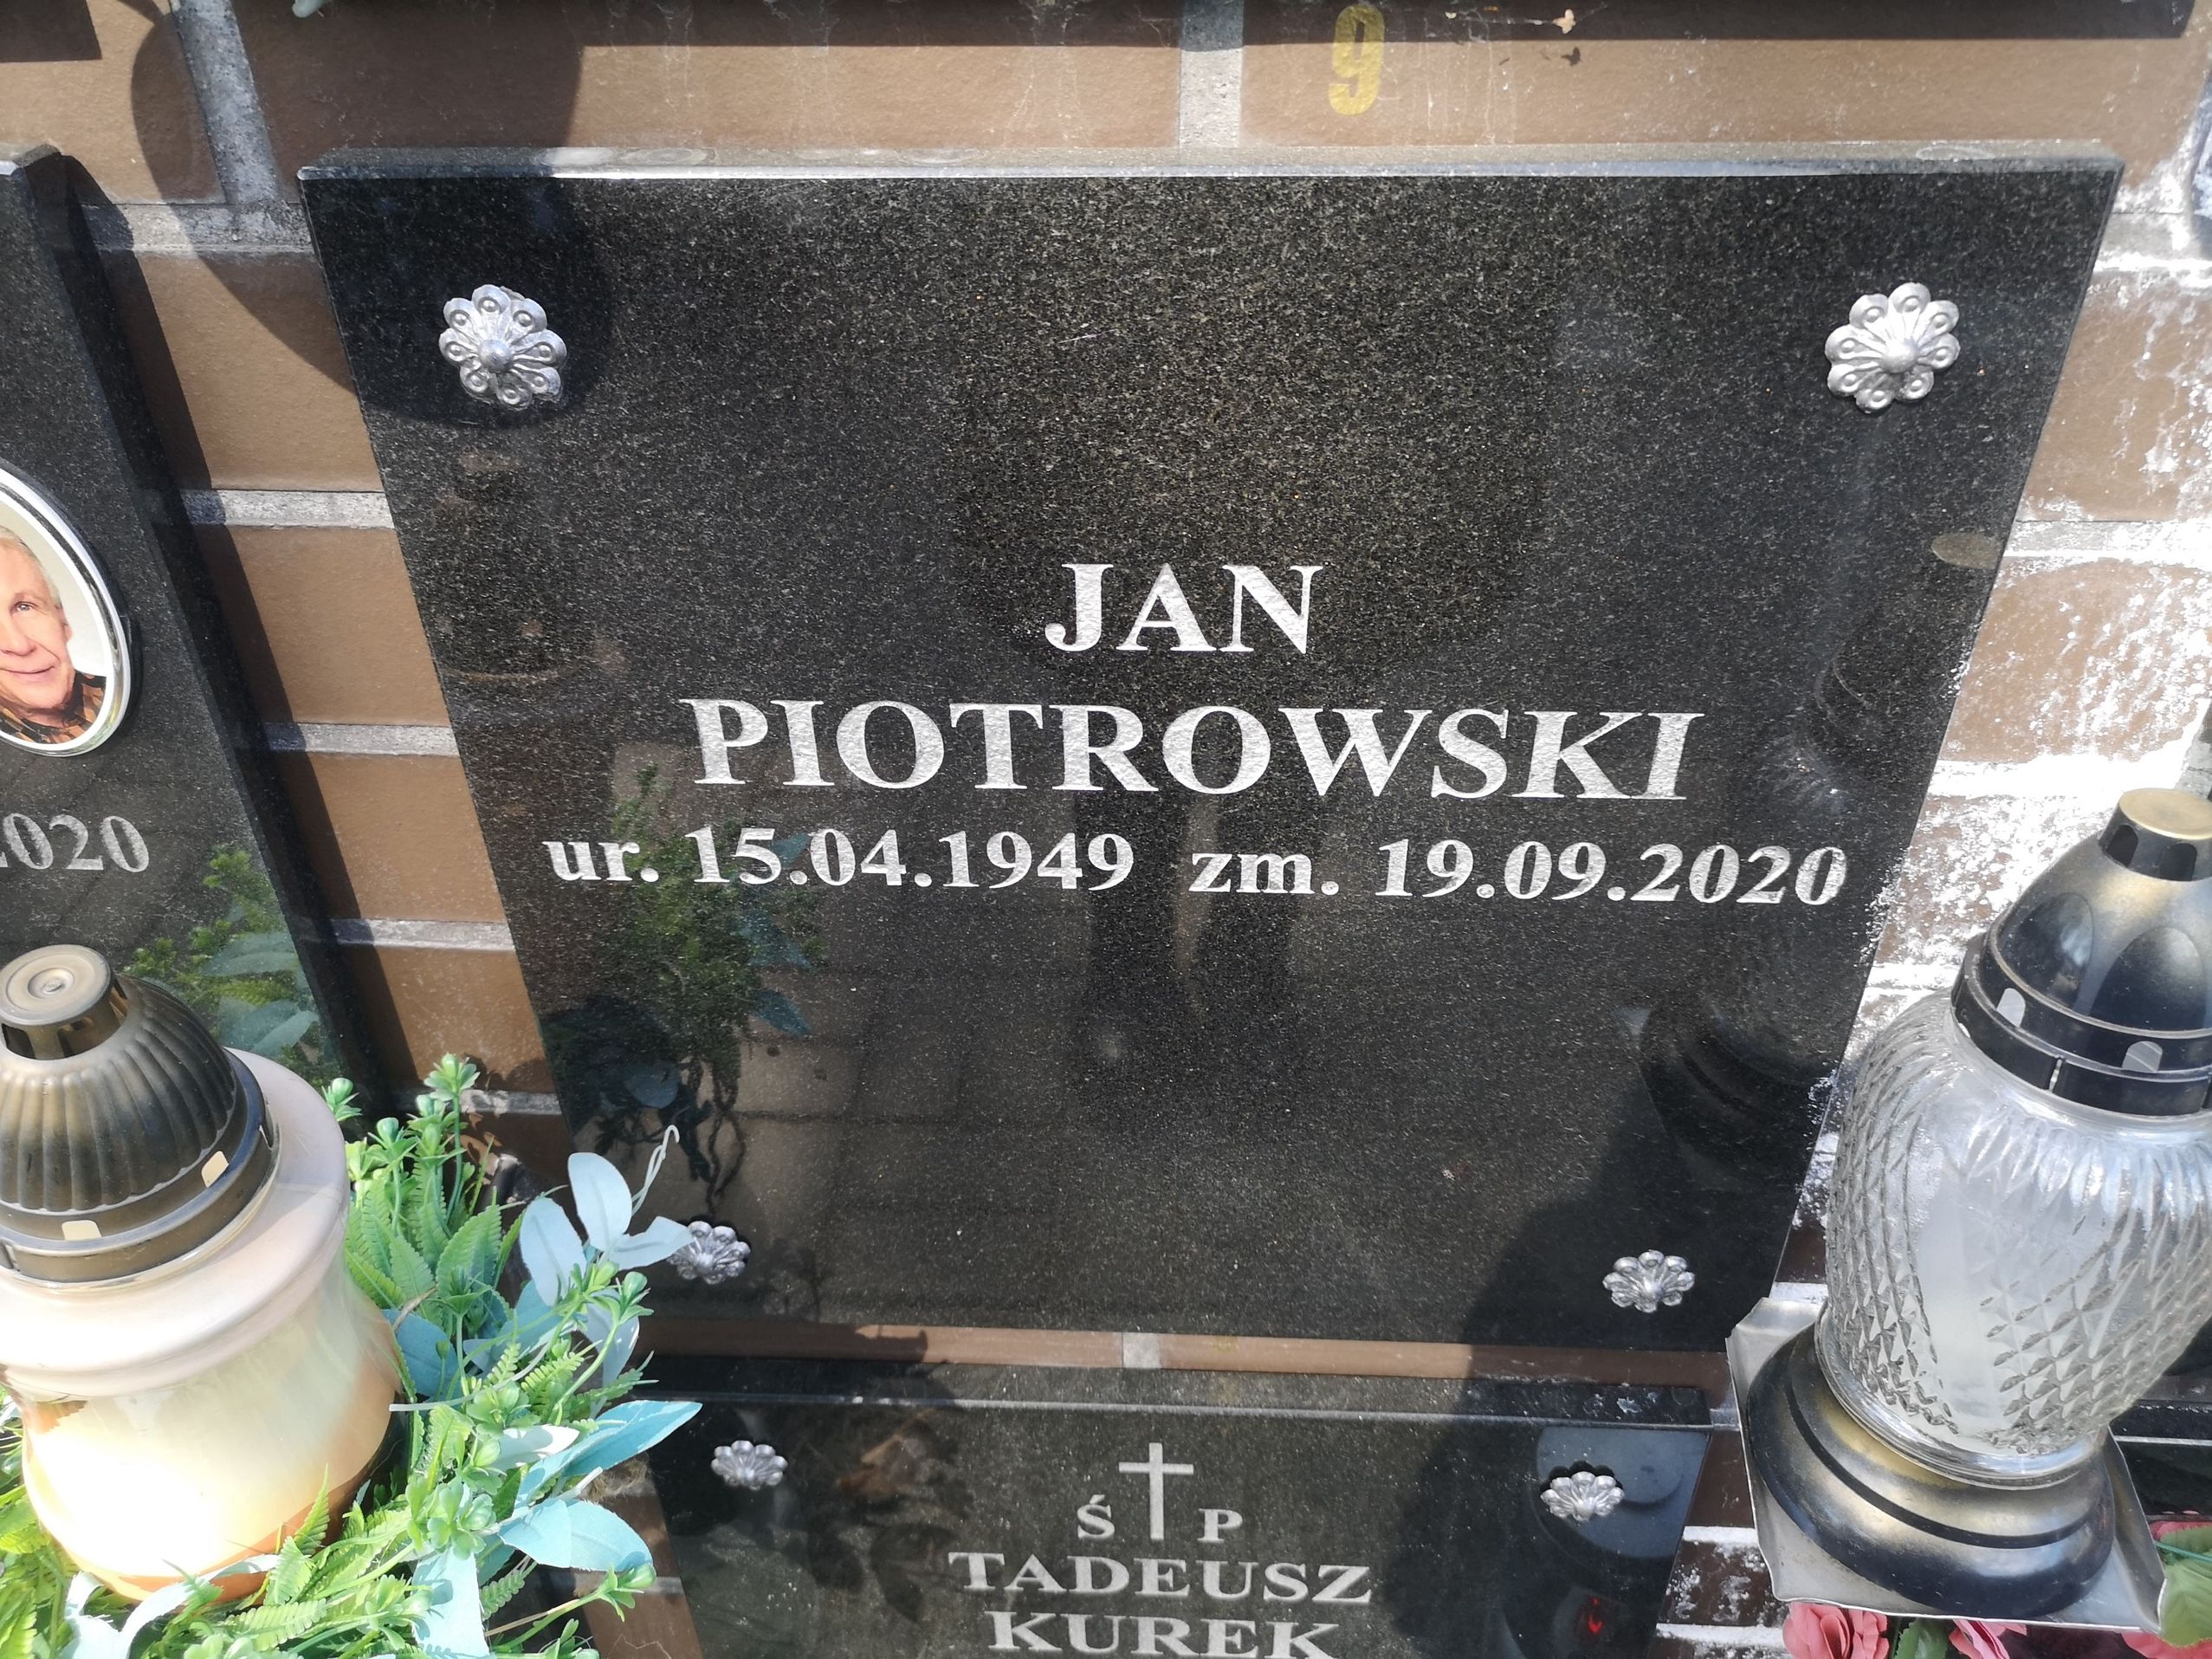 9
JAN
PIOTROWSKI
ur. 15.04.1949 zm. 19.09.2020
2020
Ś P
TADEUSZ
KUREK